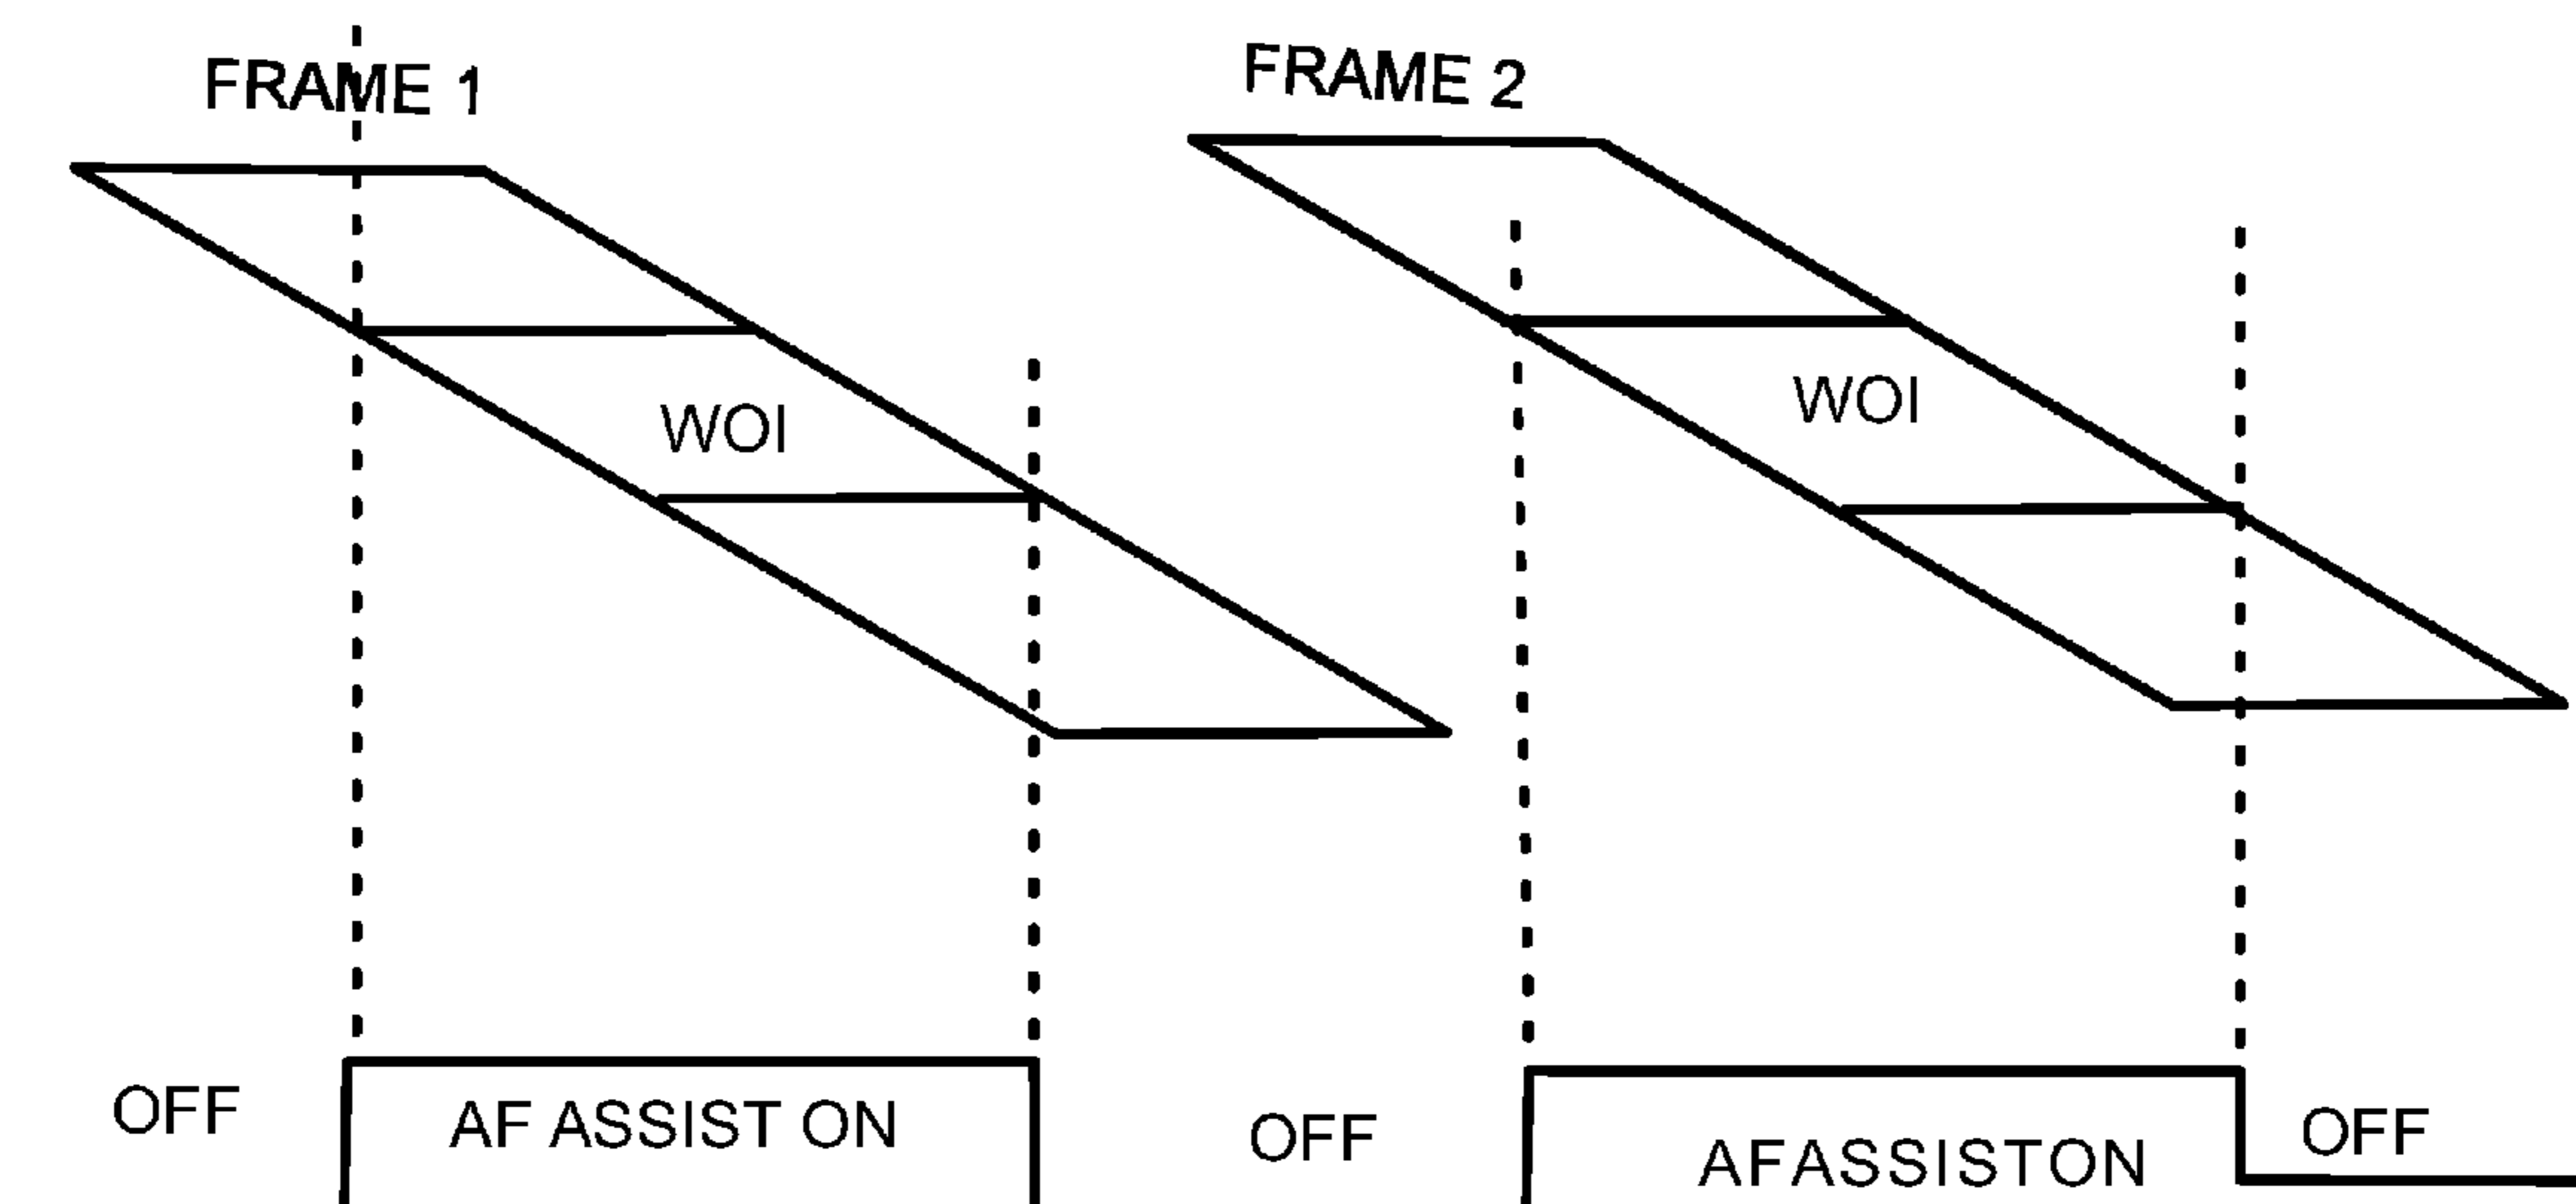 FRAME 1
FRAME 2
WOI
WOI
OFF
AF ASSIST ON
OFF
AFASSISTON
OFF